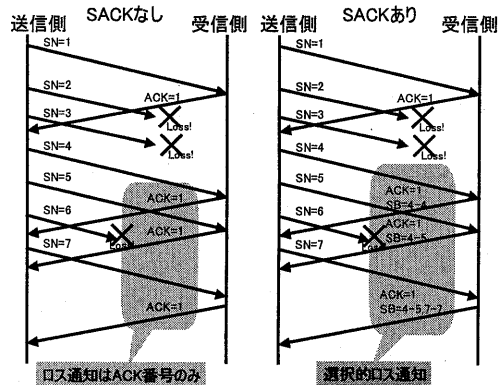 SACKなし
送信側 受信側
SN=1
SN=2
ACK=1
SN=3
Loss!
Loss!
SN=4
SN=5
ACK=1
SN=6
ACK=1
Loss!
SN=7
ACK=1
ロス通知はACK番号のみ
SACKあり
送信側 受信側
SN=1
SN=2
ACK=1
SN=3
Loss!
Loss!
SN=4
SN=5
ACK=1
SB=4-4
SN=6
ACK=1
SB=4-5
SN=7
ACK=1
SB=4-5,7-7
選択的ロス通知